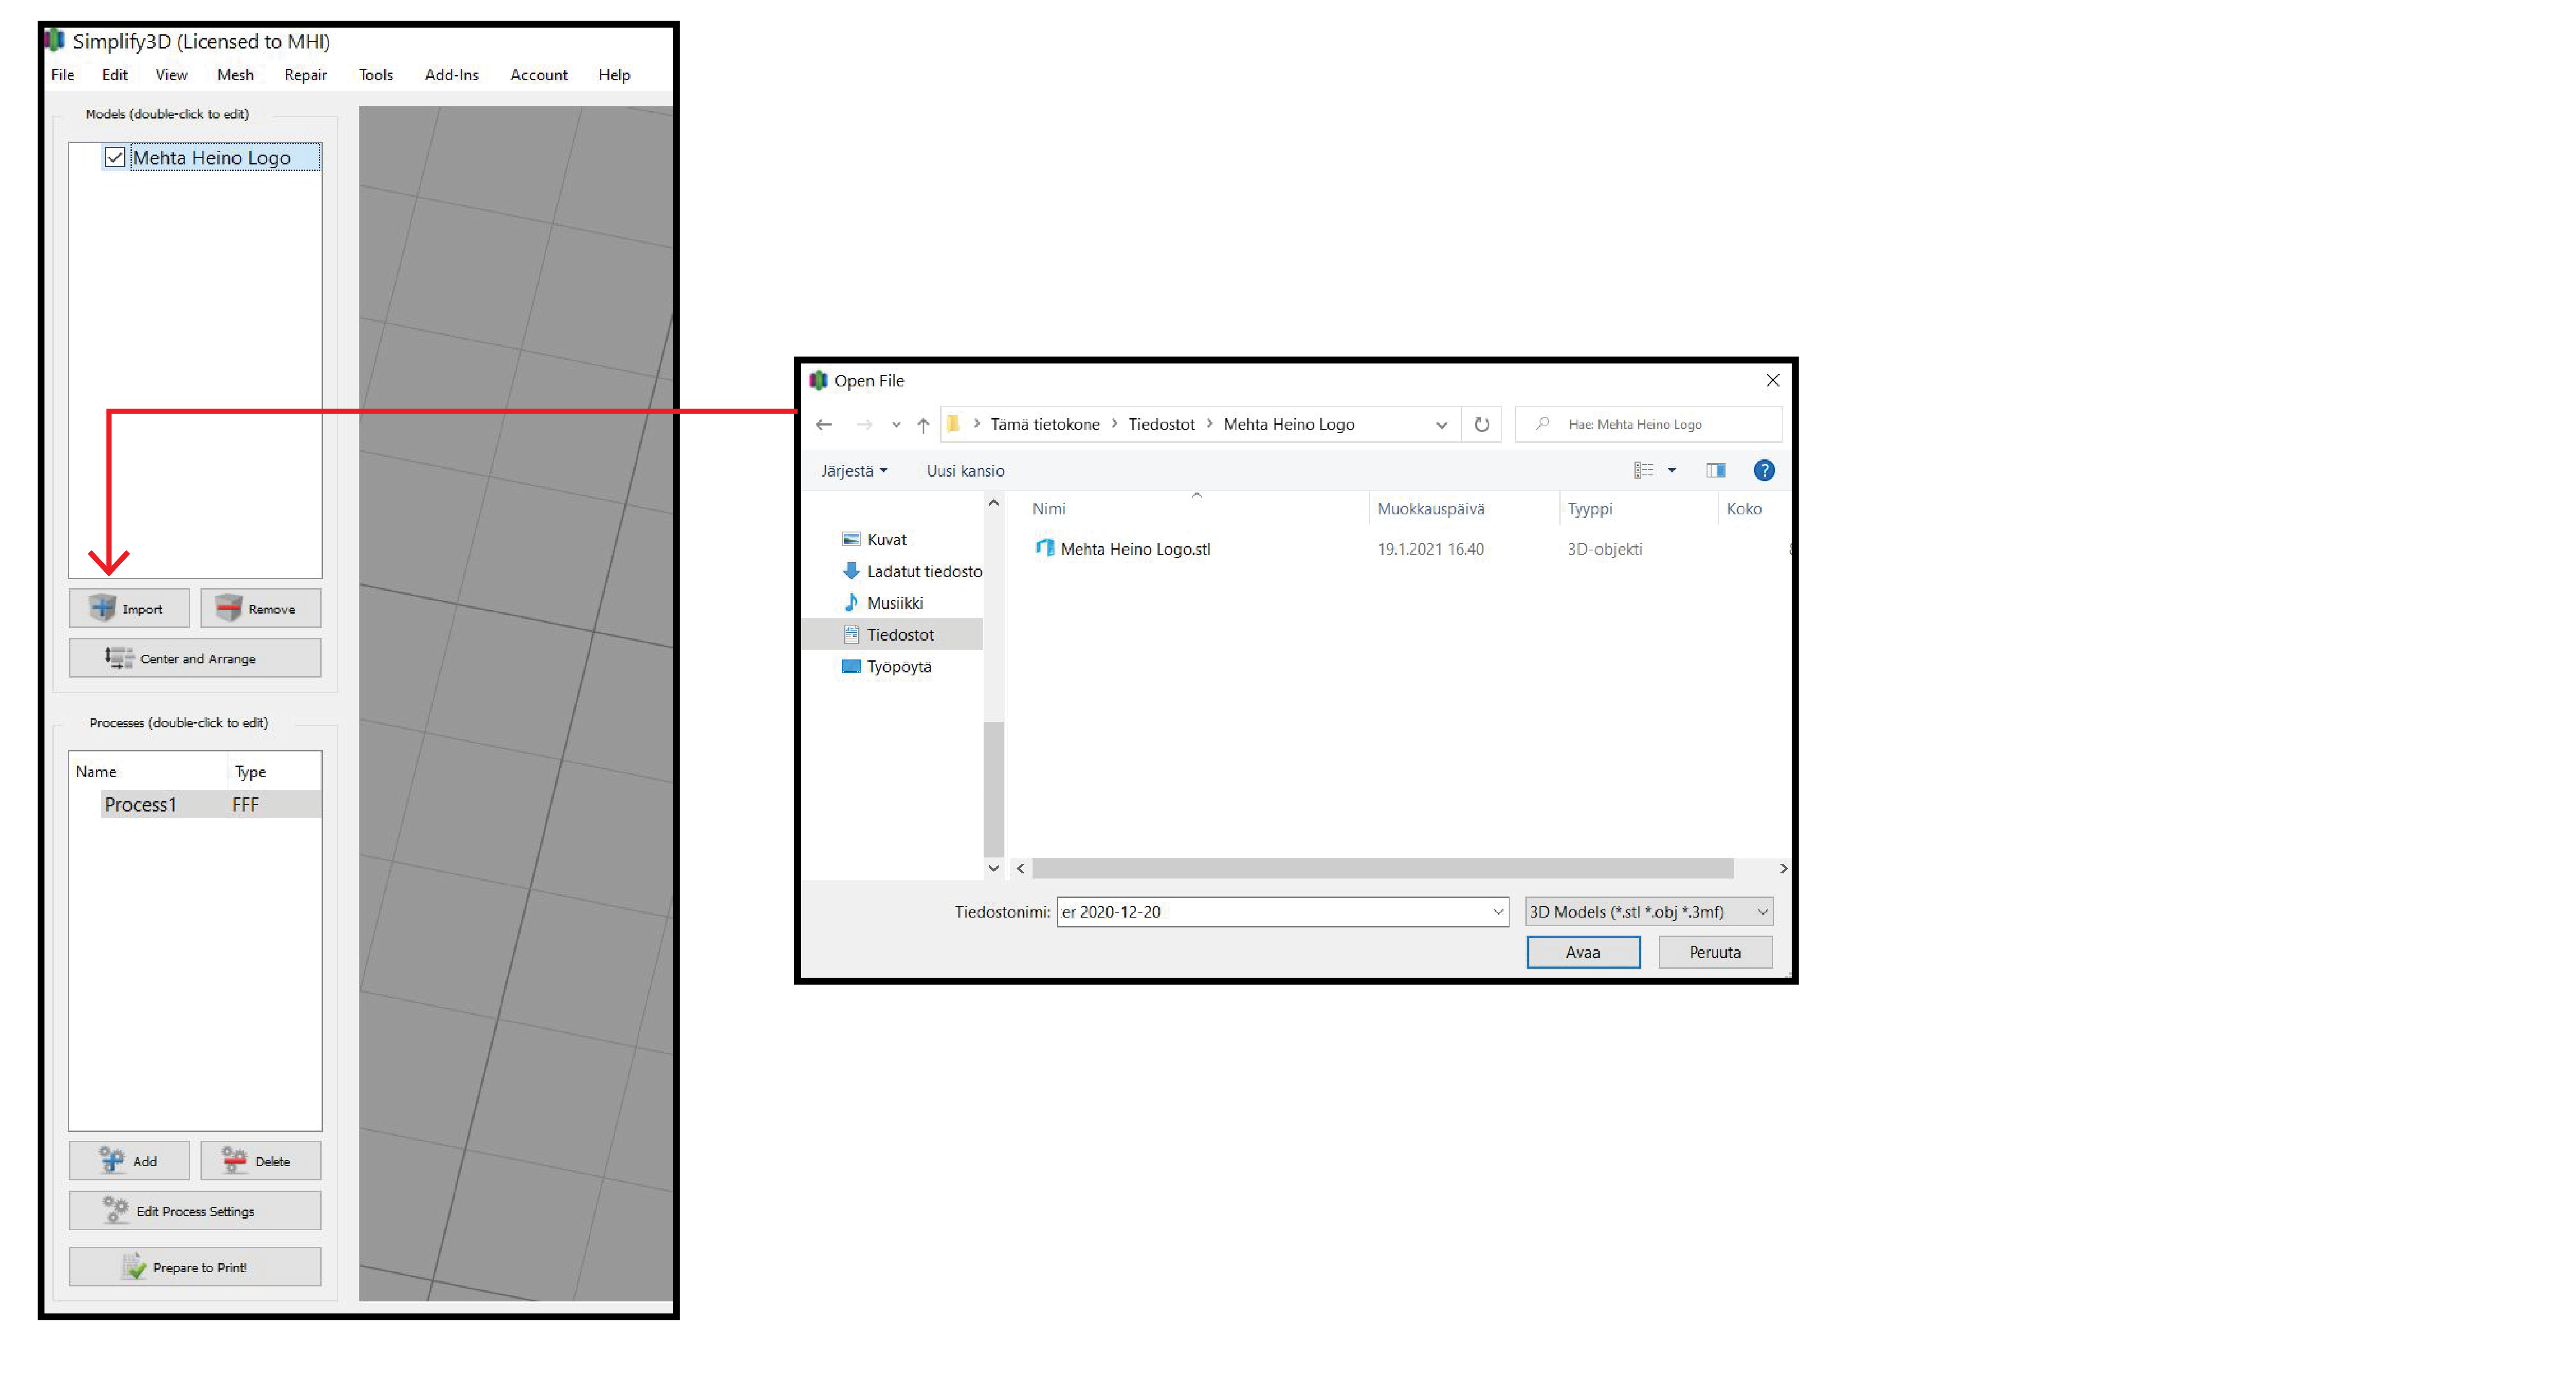 Simplify3D (Licensed to MHI)
File Edit View Mesh Repair Tools Add-Ins Account Help
Models (double-click to edit)
Mehta Heino Logo
Import Remove
Center and Arrange
Processes (double-click to edit)
Name Type
Process1 FFF
Add Delete
Edit Process Settings
Prepare to Print!
Open File
Tämä tietokone > Tiedostot > Mehta Heino Logo
Hae: Mehta Heino Logo
Järjestä Uusi kansio
?
Nimi Muokkauspäivä Tyyppi Koko
Mehta Heino Logo.stl 19.1.2021 16.40 3D-objekti
Kuvat
Ladatut tiedosto
Musiikki
Tiedostot
Työpöytä
Tiedostonimi: er 2020-12-20
3D Models (*.stl *.obj *.3mf)
Avaa Peruuta